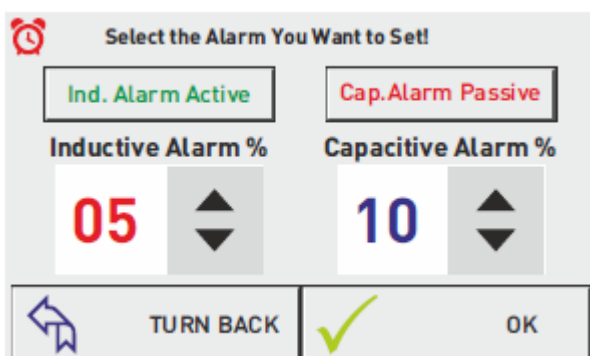 Select the Alarm You Want to Set!
Ind. Alarm Active
Cap.Alarm Passive
Inductive Alarm %
Capacitive Alarm %
05
10
TURN BACK
OK